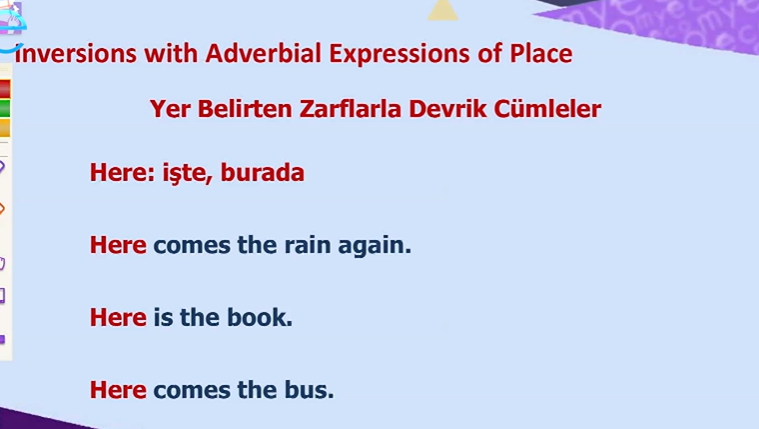 Inversions with Adverbial Expressions of Place
Yer Belirten Zarflarla Devrik Cümleler
Here: işte, burada
Here comes the rain again.
Here is the book.
Here comes the bus.